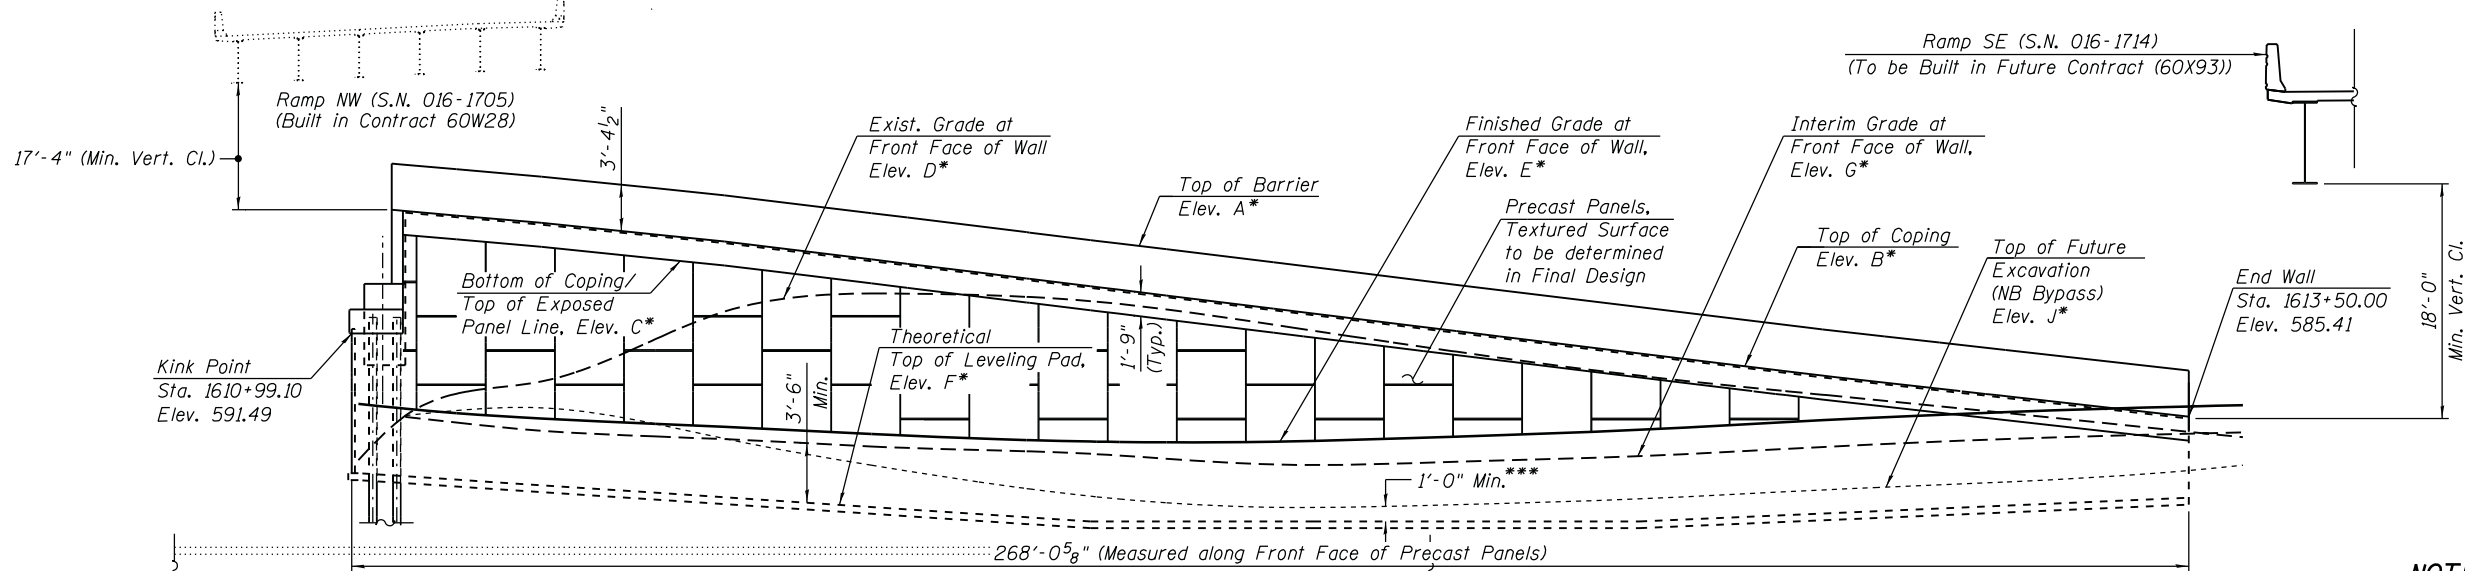 Ramp SE (S.N. 016-1714)
(To be Built in Future Contract (60X93))
Ramp NW (S.N. 016-1705)
(Built in Contract 60W28)
17'-4" (Min. Vert. Cl.)
3'-4½"
Exist. Grade at
Front Face of Wall
Elev. D*
Top of Barrier
Elev. A*
Finished Grade at
Front Face of Wall,
Elev. E*
Interim Grade at
Front Face of Wall,
Elev. G*
Precast Panels,
Textured Surface
to be determined
in Final Design
Top of Coping
Elev. B*
Top of Future
Excavation
(NB Bypass)
Elev. J*
End Wall
Sta. 1613+50.00
Elev. 585.41
18'-0"
Min. Vert. Cl.
Bottom of Coping/
Top of Exposed
Panel Line, Elev. C*
Theoretical
Top of Leveling Pad,
Elev. F*
1'-9"
(Typ.)
3'-6"
Min.
Kink Point
Sta. 1610+99.10
Elev. 591.49
1'-0" Min.***
268'-0⅝" (Measured along Front Face of Precast Panels)